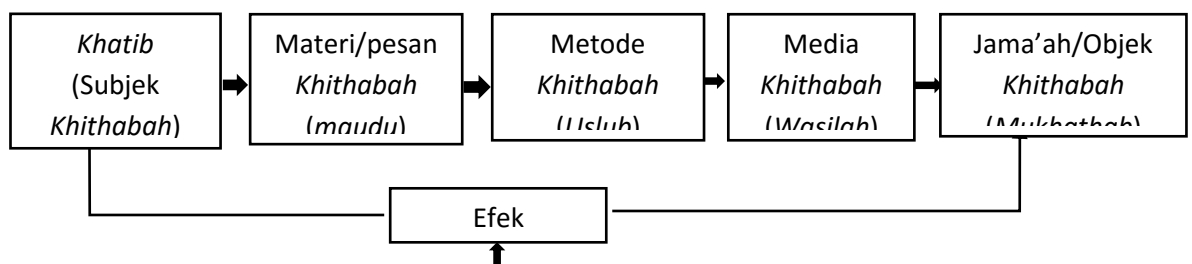 Khatib
(Subjek
Khithabah)
Materi/pesan
Khithabah
(maudu)
Metode
Khithabah
(Uslub)
Media
Khithabah
(Wasilah)
Jama’ah/Objek
Khithabah
(Mukhathab)
Efek